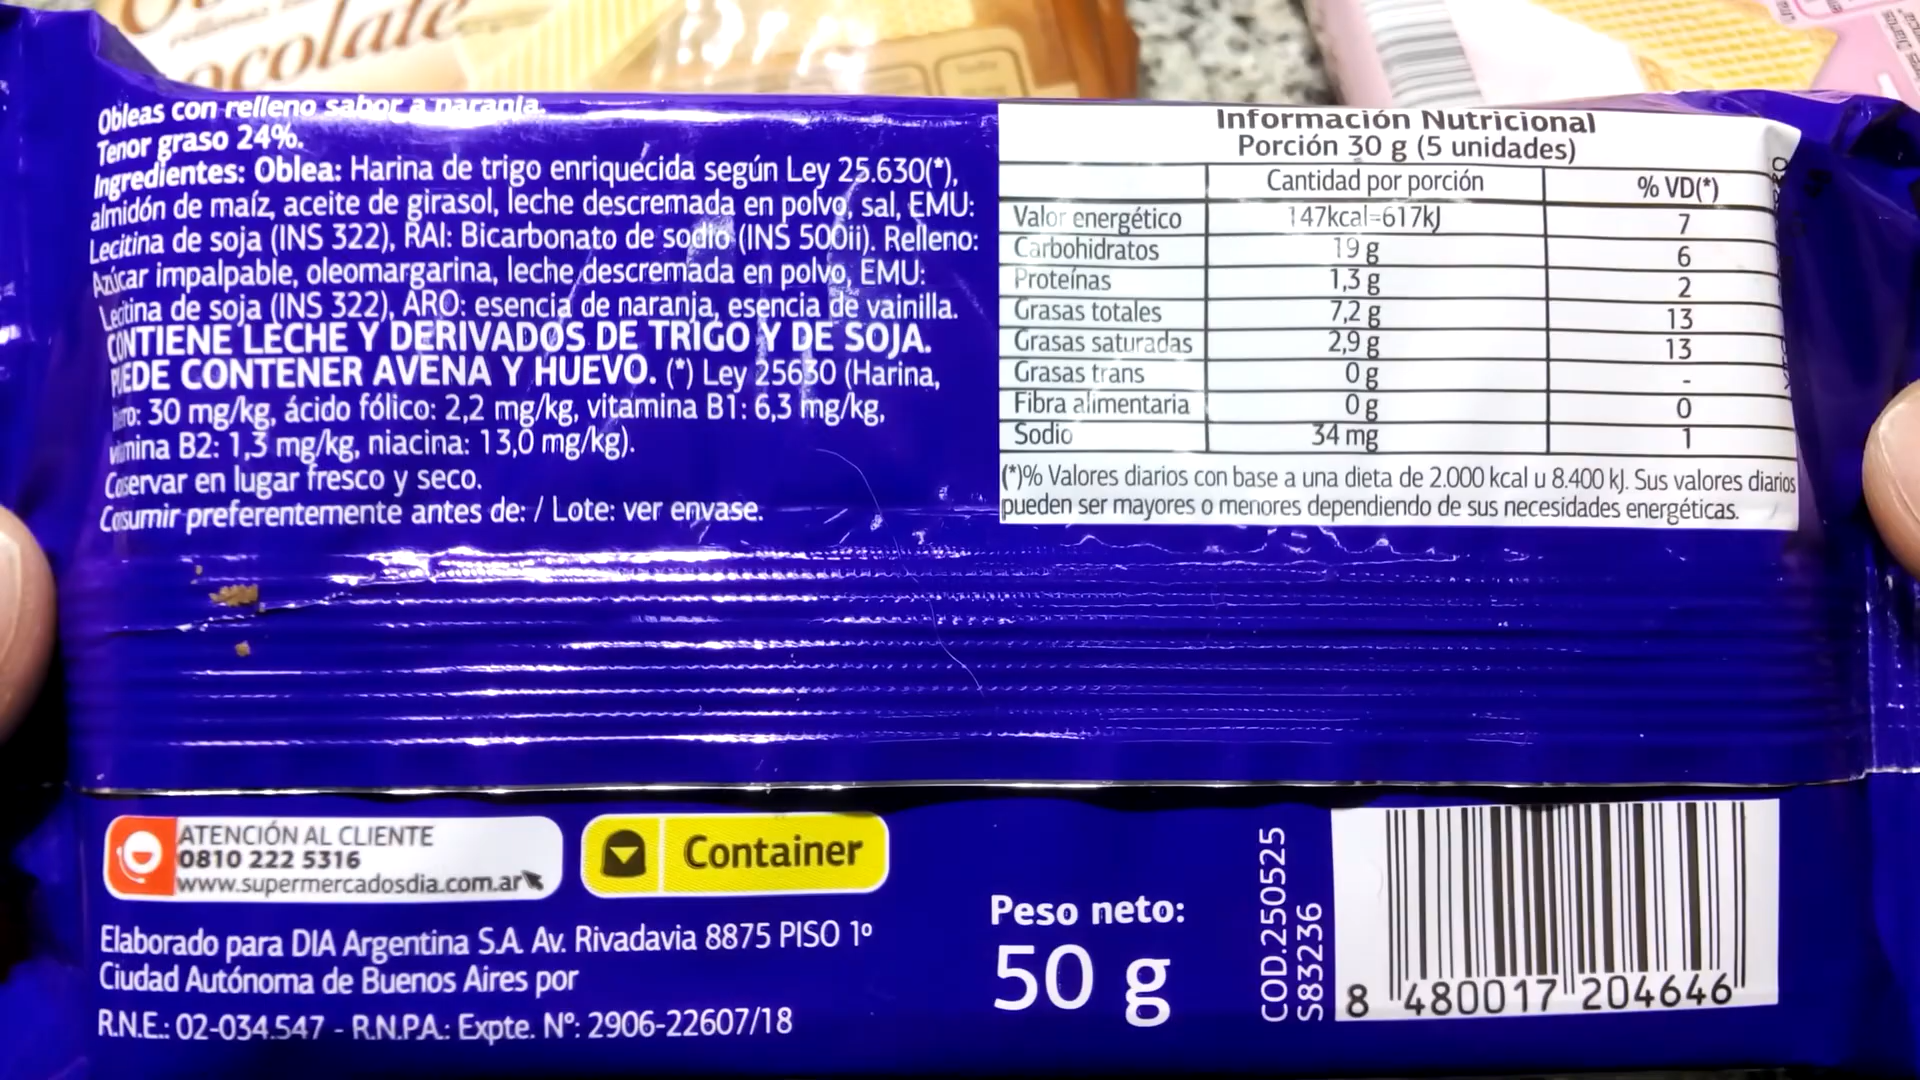 ocolate
Obleas con relleno sabor a naranja.
Tenor graso 24%.
Ingredientes: Oblea: Harina de trigo enriquecida según Ley 25.630(*),
almidón de maíz, aceite de girasol, leche descremada en polvo, sal, EMU:
Lecitina de soja (INS 322), RAI: Bicarbonato de sodio (INS 500ii). Relleno:
Azúcar impalpable, oleomargarina, leche descremada en polvo, EMU:
Lecitina de soja (INS 322), ARO: esencia de naranja, esencia de vainilla.
CONTIENE LECHE Y DERIVADOS DE TRIGO Y DE SOJA.
PUEDE CONTENER AVENA Y HUEVO. (*) Ley 25630 (Harina,
hierro: 30 mg/kg, ácido fólico: 2,2 mg/kg, vitamina B1: 6,3 mg/kg,
vitamina B2: 1,3 mg/kg, niacina: 13,0 mg/kg).
Conservar en lugar fresco y seco.
Consumir preferentemente antes de: / Lote: ver envase.
Información Nutricional
Porción 30 g (5 unidades)
Cantidad por porción % VD(*)
Valor energético 147kcal=617kJ 7
Carbohidratos 19 g 6
Proteínas 1,3 g 2
Grasas totales 7,2 g 13
Grasas saturadas 2,9 g 13
Grasas trans 0 g -
Fibra alimentaria 0 g 0
Sodio 34 mg 1
(*)% Valores diarios con base a una dieta de 2.000 kcal u 8.400 kJ. Sus valores diarios
pueden ser mayores o menores dependiendo de sus necesidades energéticas.
ATENCIÓN AL CLIENTE
0810 222 5316
www.supermercadosdia.com.ar
Container
Elaborado para DIA Argentina S.A. Av. Rivadavia 8875 PISO 1º
Ciudad Autónoma de Buenos Aires por
R.N.E.: 02-034.547 - R.N.P.A.: Expte. Nº: 2906-22607/18
Peso neto:
50 g
COD.250525
S83236
8 480017 204646